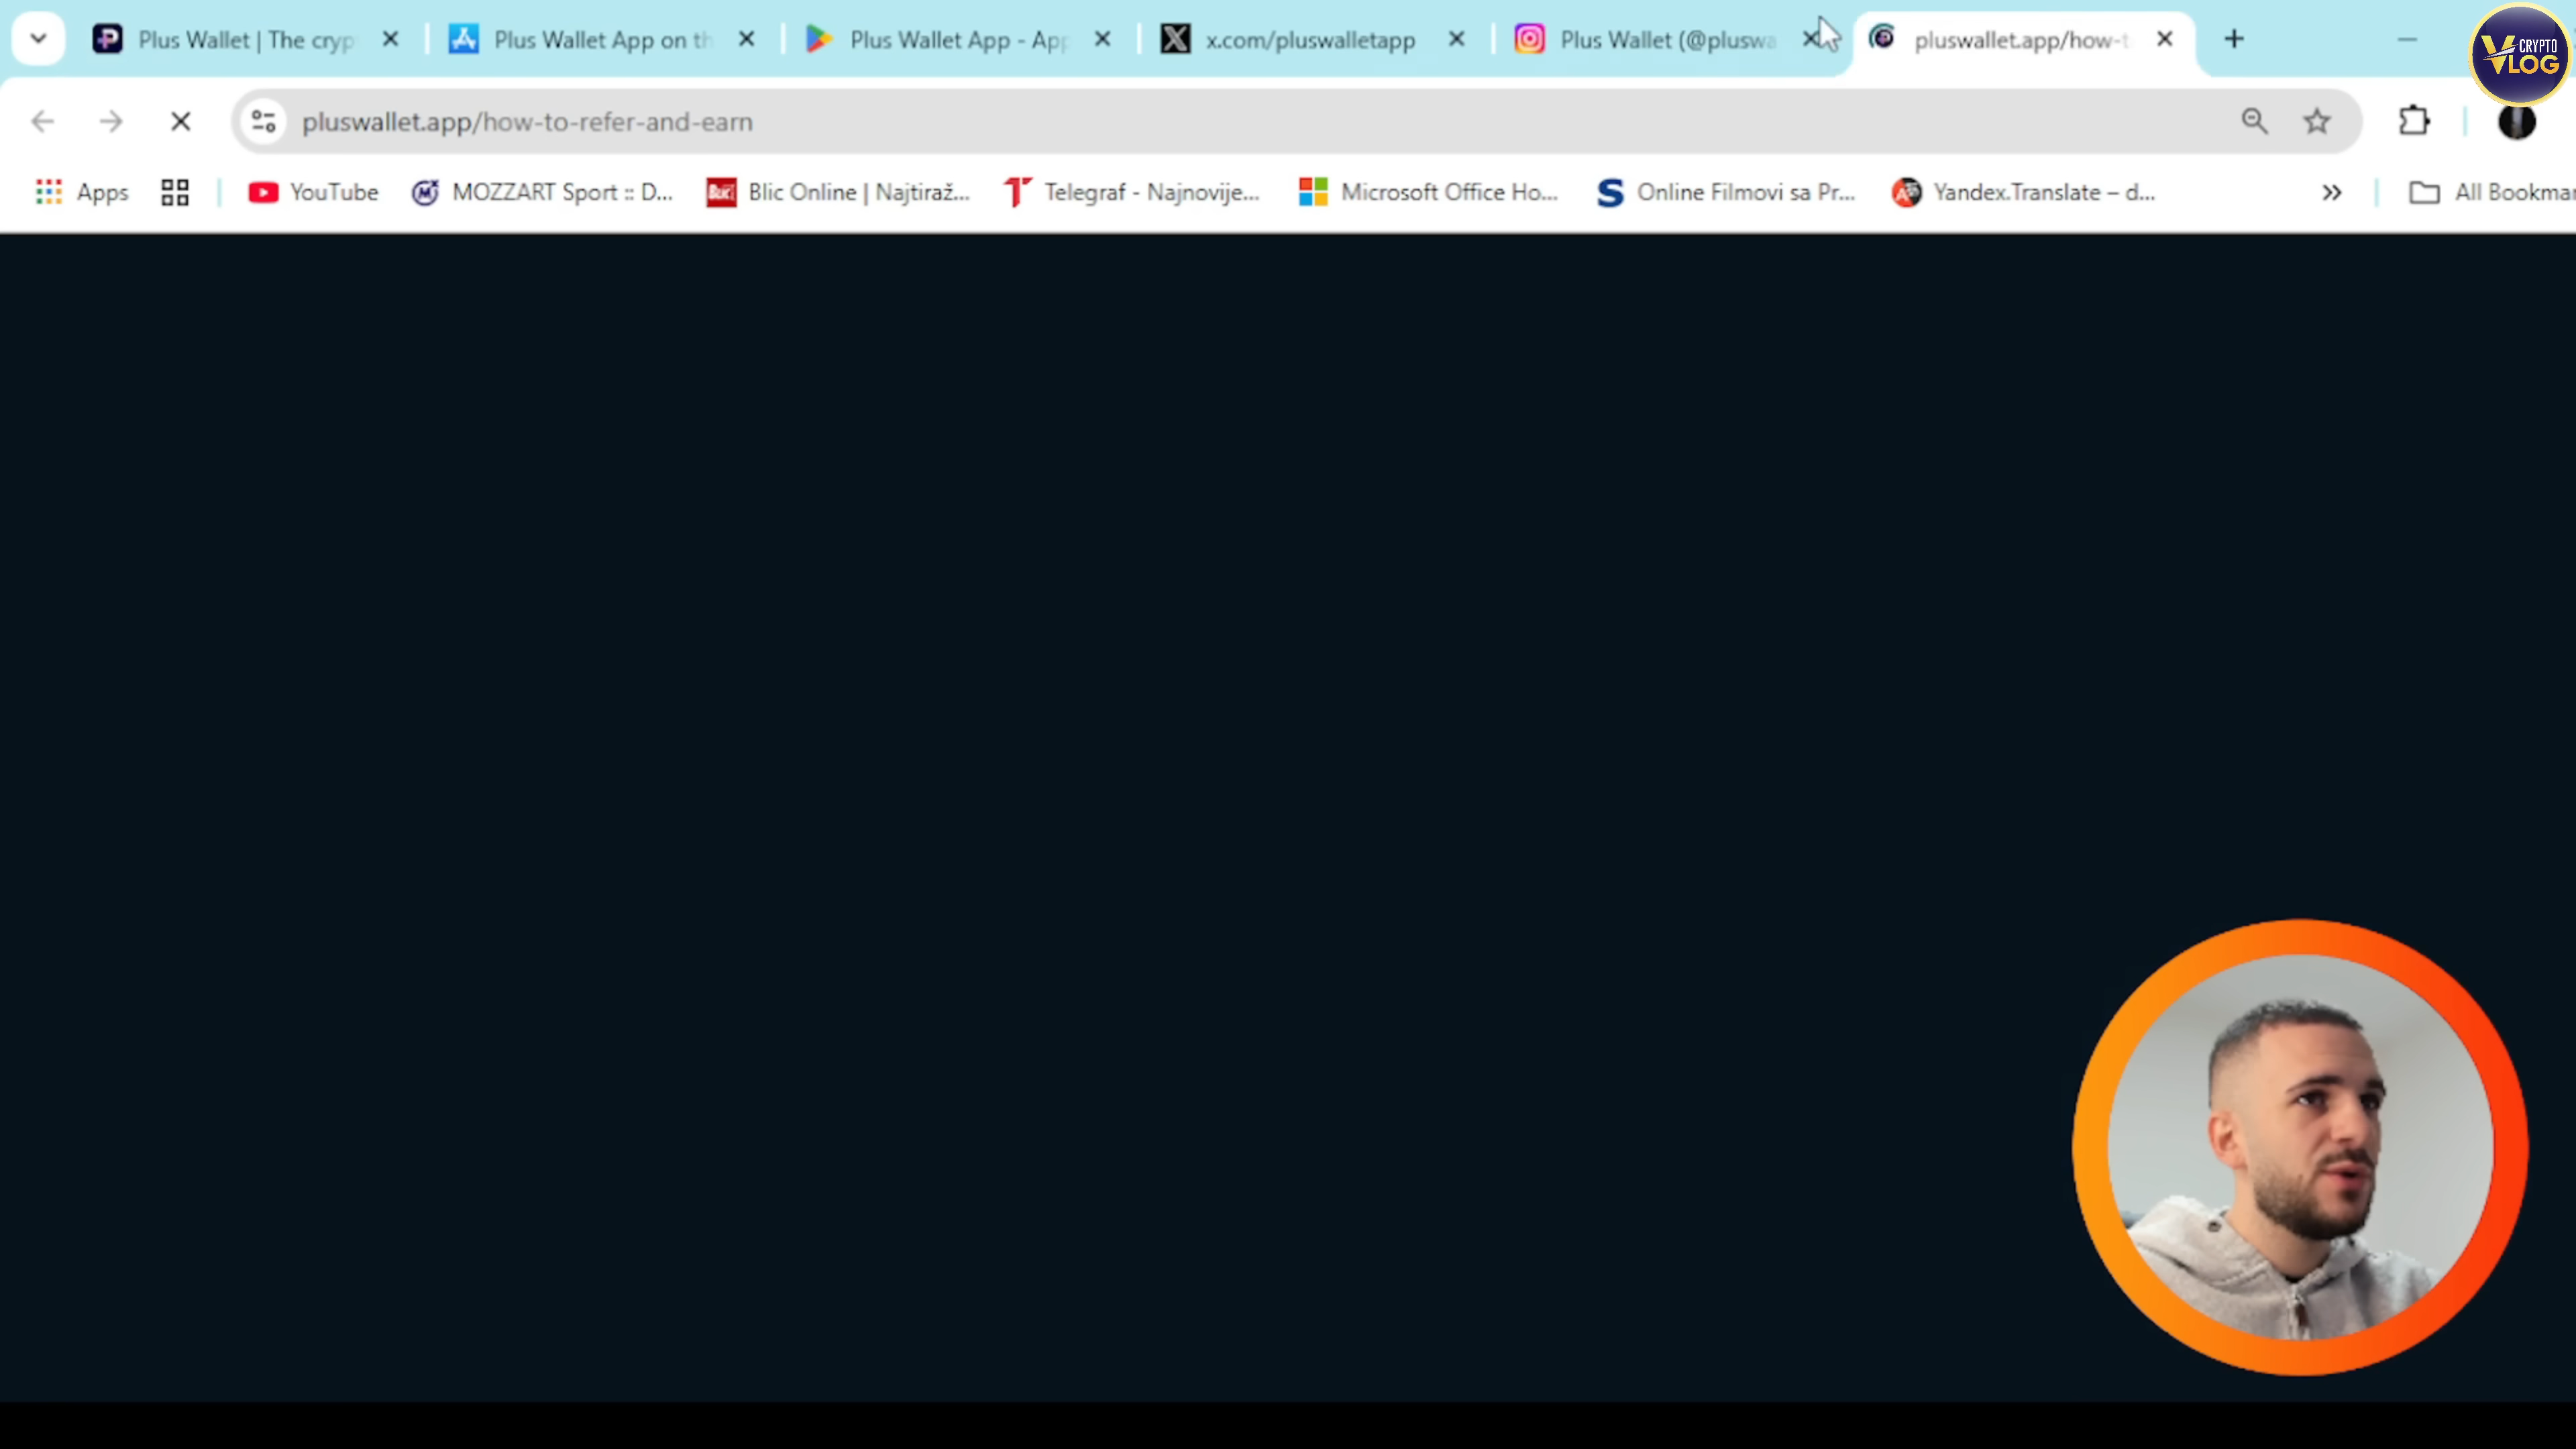 Plus Wallet | The cryp
Plus Wallet App on th
Plus Wallet App - App
x.com/pluswalletapp
Plus Wallet (@pluswa
pluswallet.app/how-t
CRYPTO
VLOG
pluswallet.app/how-to-refer-and-earn
Apps
YouTube
MOZZART Sport :: D...
Blic Online | Najtiraž...
Telegraf - Najnovije...
Microsoft Office Ho...
Online Filmovi sa Pr...
Yandex.Translate – d...
All Bookmar